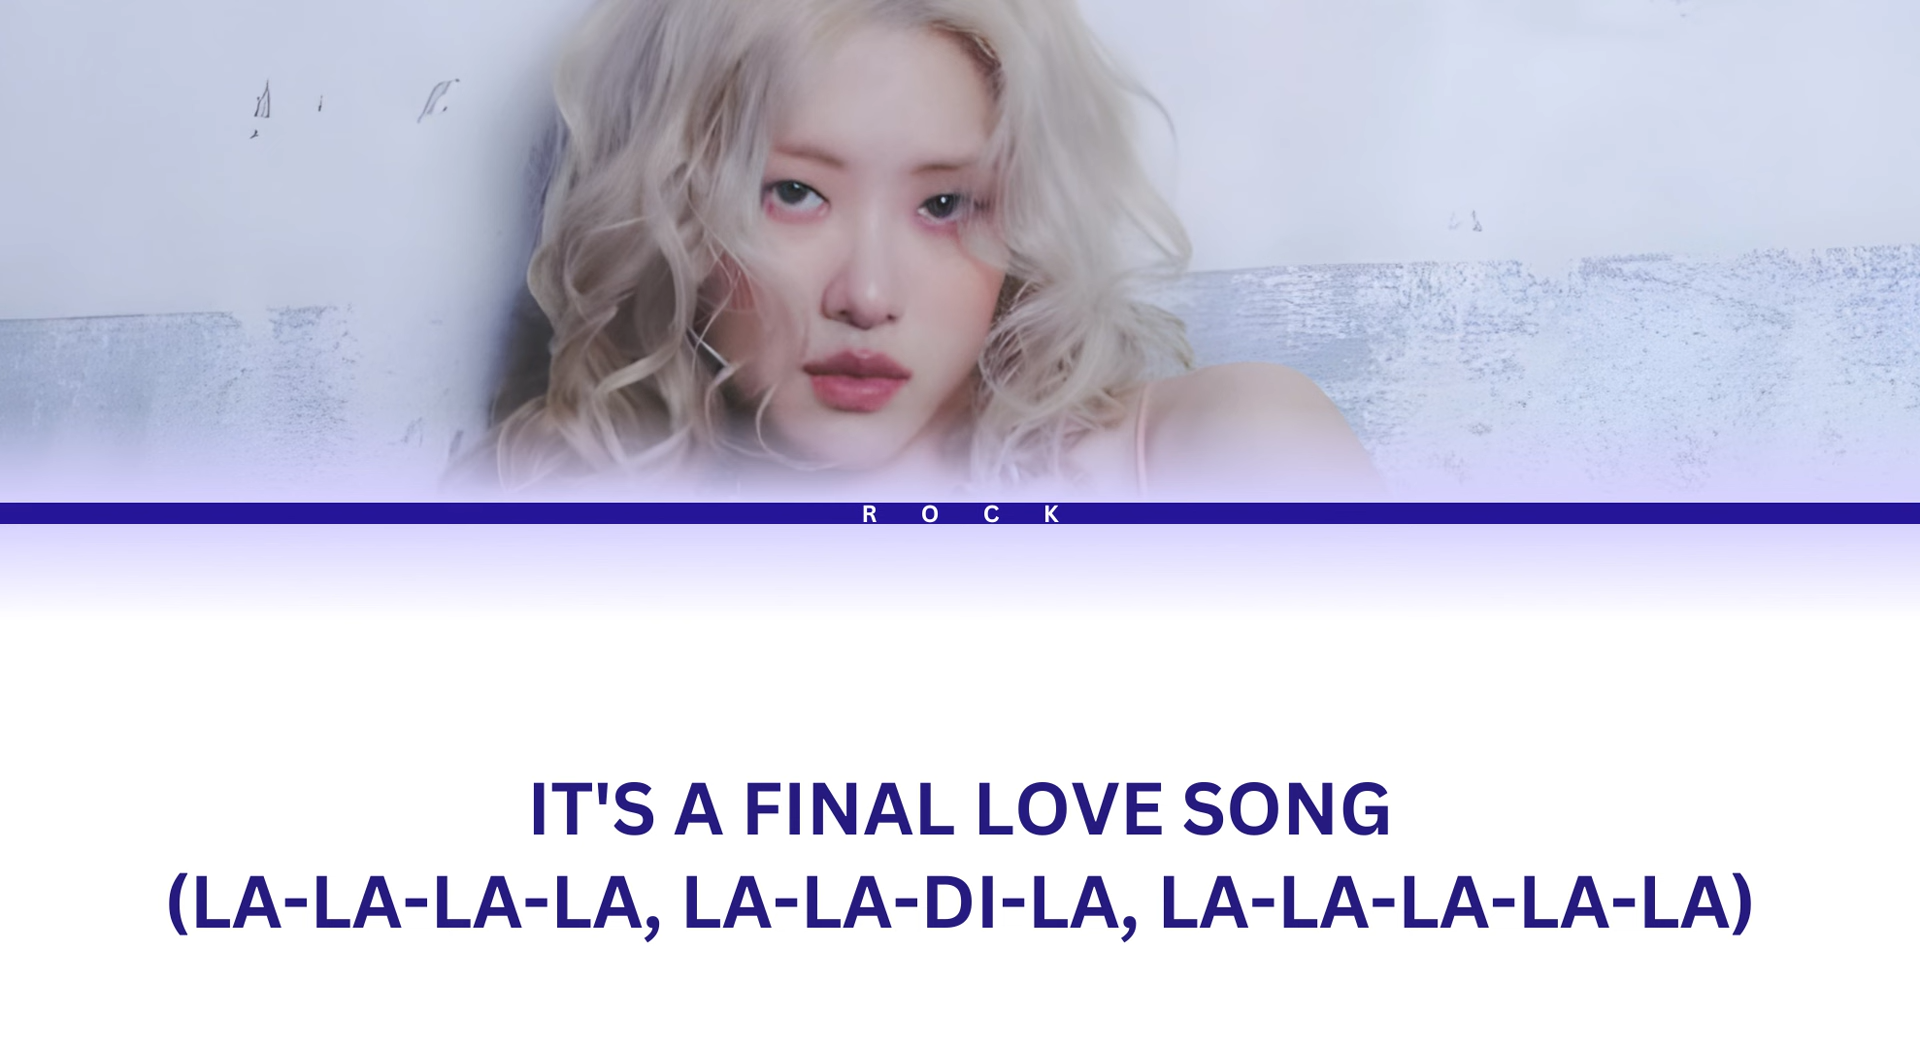 R O C K
IT'S A FINAL LOVE SONG
(LA-LA-LA-LA, LA-LA-DI-LA, LA-LA-LA-LA-LA)